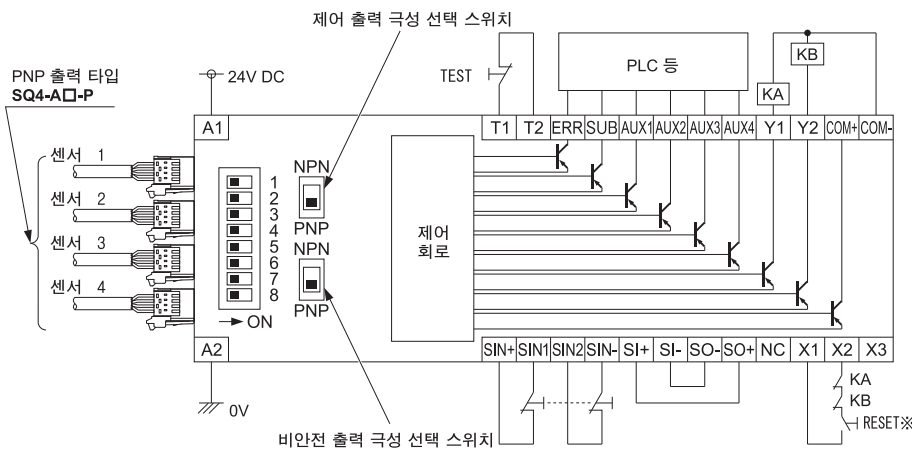 제어 출력 극성 선택 스위치
PNP 출력 타입
SQ4-A□-P
24V DC
TEST
PLC 등
KA
KB
A1
T1 T2 ERR SUB AUX1 AUX2 AUX3 AUX4 Y1 Y2 COM+ COM-
센서 1
센서 2
센서 3
센서 4
1
2
3
4
5
6
7
8
→ ON
NPN
PNP
NPN
PNP
제어
회로
A2
SIN+ SIN1 SIN2 SIN- SI+ SI- SO- SO+ NC X1 X2 X3
0V
KA
KB
RESET※
비안전 출력 극성 선택 스위치